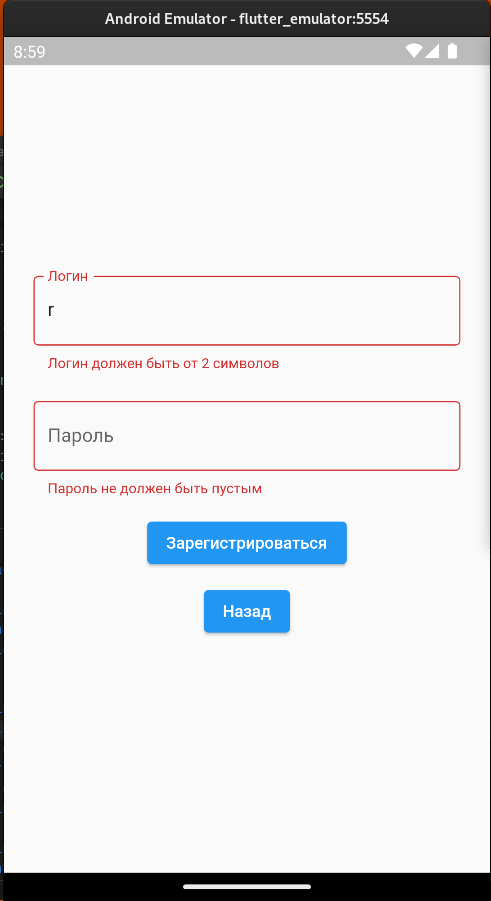 Android Emulator - flutter_emulator:5554
8:59
Логин
r
Логин должен быть от 2 символов
Пароль
Пароль не должен быть пустым
Зарегистрироваться
Назад